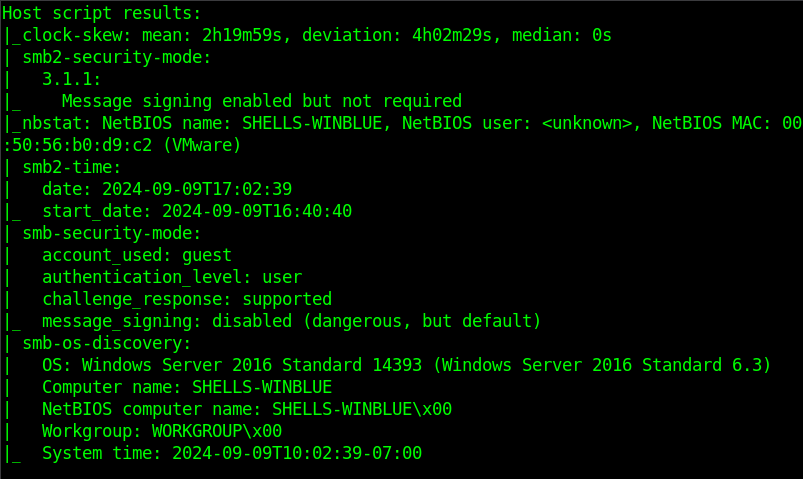 Host script results:
|_clock-skew: mean: 2h19m59s, deviation: 4h02m29s, median: 0s
| smb2-security-mode:
|   3.1.1:
|_    Message signing enabled but not required
|_nbstat: NetBIOS name: SHELLS-WINBLUE, NetBIOS user: <unknown>, NetBIOS MAC: 00
:50:56:b0:d9:c2 (VMware)
| smb2-time:
|   date: 2024-09-09T17:02:39
|_  start_date: 2024-09-09T16:40:40
| smb-security-mode:
|   account_used: guest
|   authentication_level: user
|   challenge_response: supported
|_  message_signing: disabled (dangerous, but default)
| smb-os-discovery:
|   OS: Windows Server 2016 Standard 14393 (Windows Server 2016 Standard 6.3)
|   Computer name: SHELLS-WINBLUE
|   NetBIOS computer name: SHELLS-WINBLUE\x00
|   Workgroup: WORKGROUP\x00
|_  System time: 2024-09-09T10:02:39-07:00